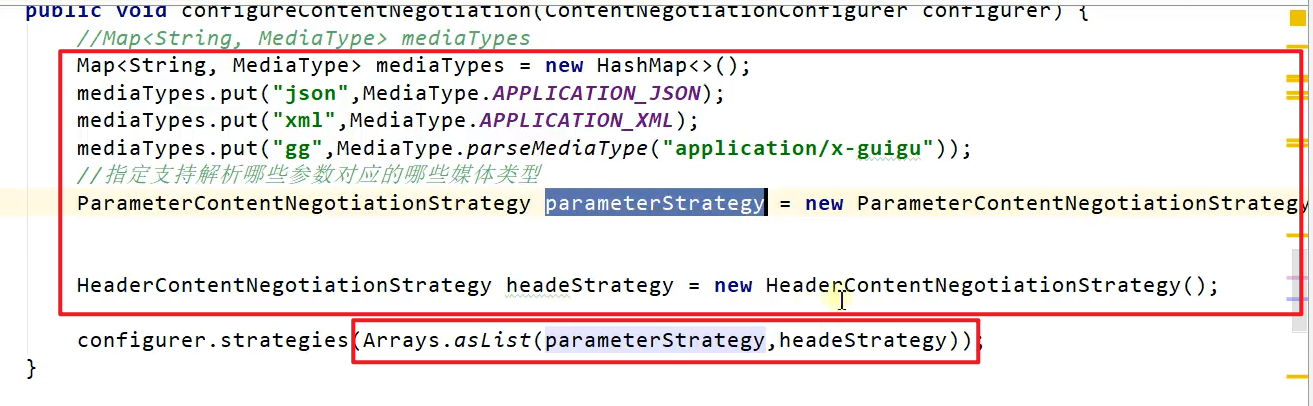 public void configureContentNegotiation(ContentNegotiationConfigurer configurer) {
//Map<String, MediaType> mediaTypes
Map<String, MediaType> mediaTypes = new HashMap<>();
mediaTypes.put("json",MediaType.APPLICATION_JSON);
mediaTypes.put("xml",MediaType.APPLICATION_XML);
mediaTypes.put("gg",MediaType.parseMediaType("application/x-guigu"));
//指定支持解析哪些参数对应的哪些媒体类型
ParameterContentNegotiationStrategy parameterStrategy = new ParameterContentNegotiationStrategy
HeaderContentNegotiationStrategy headeStrategy = new HeaderContentNegotiationStrategy();
configurer.strategies(Arrays.asList(parameterStrategy,headeStrategy));
}